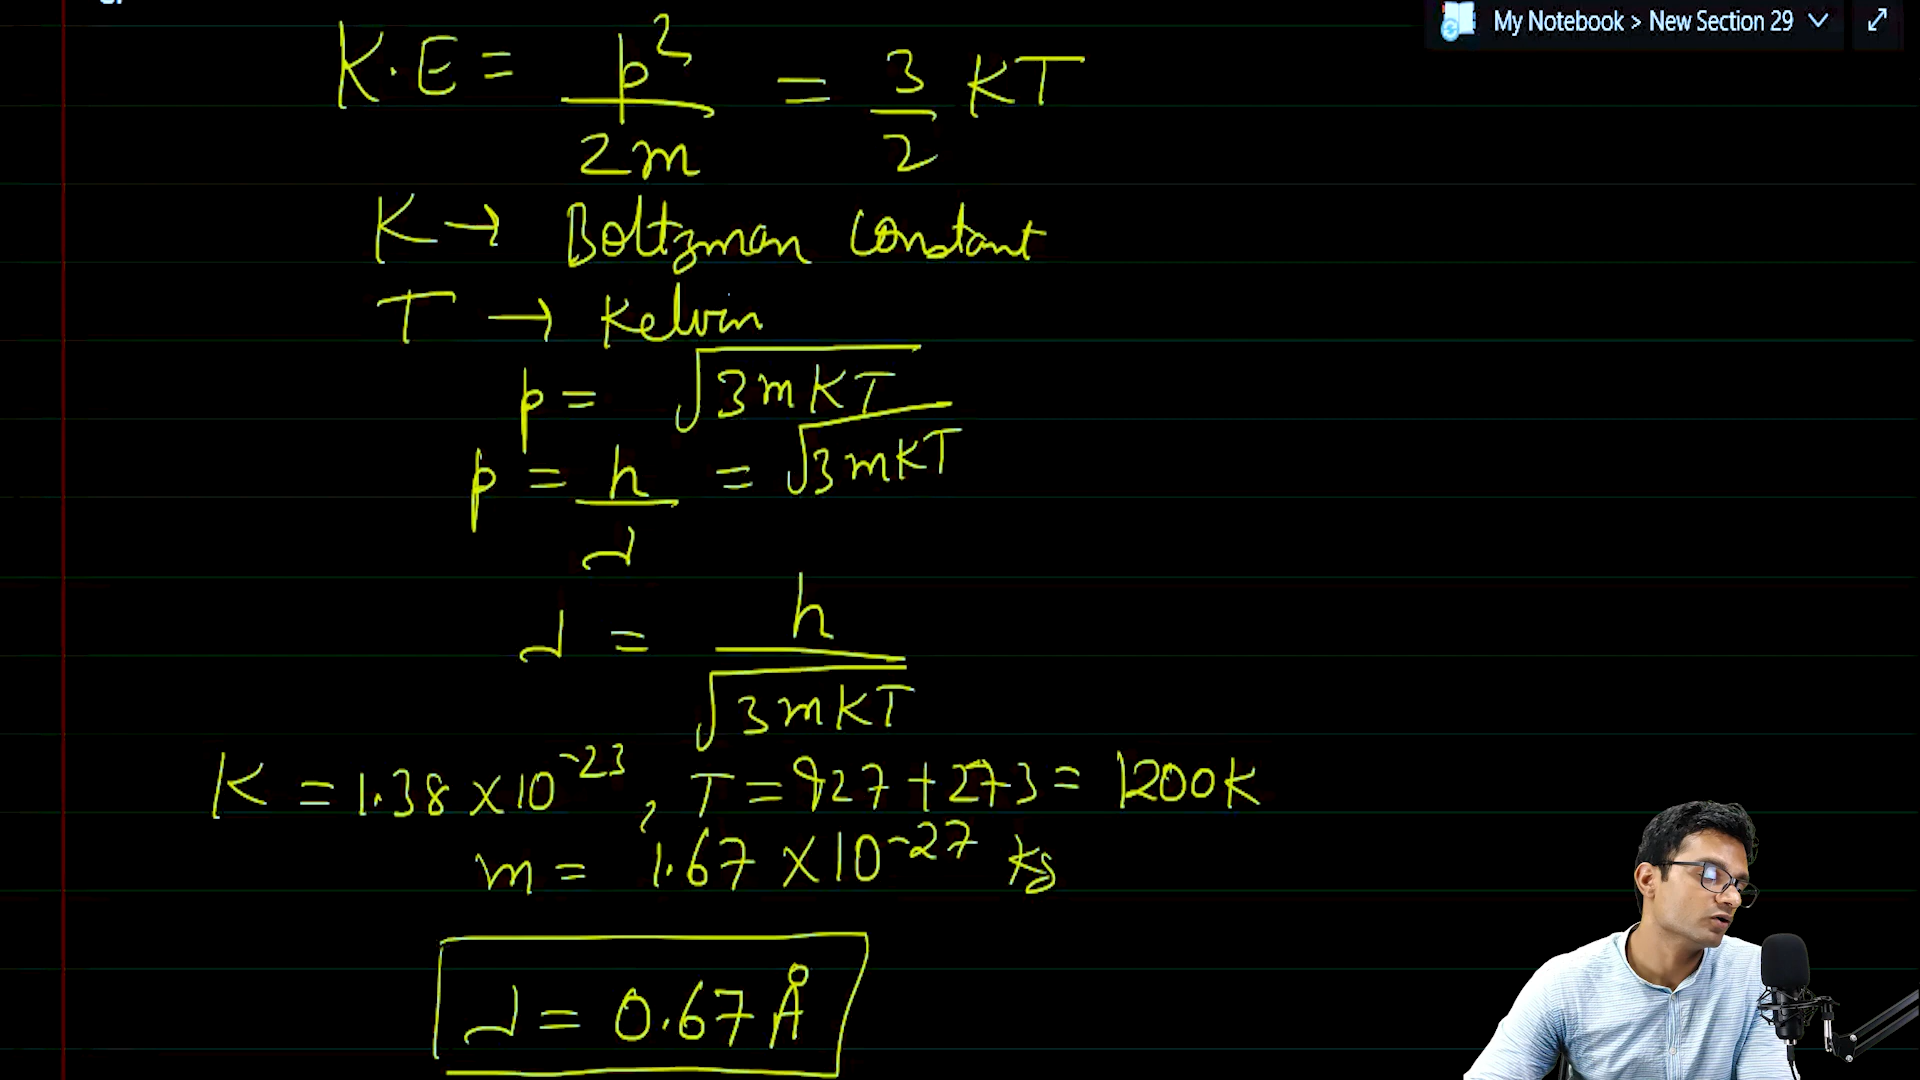 My Notebook > New Section 29
K.E = p²/2m = 3/2 KT
K → Boltzman Constant
T → Kelvin
p = √3mKT
p = h/λ = √3mKT
λ = h/√3mKT
K = 1.38 × 10⁻²³, T = 927 + 273 = 1200K
m = 1.67 × 10⁻²⁷ kg
λ = 0.67 Å